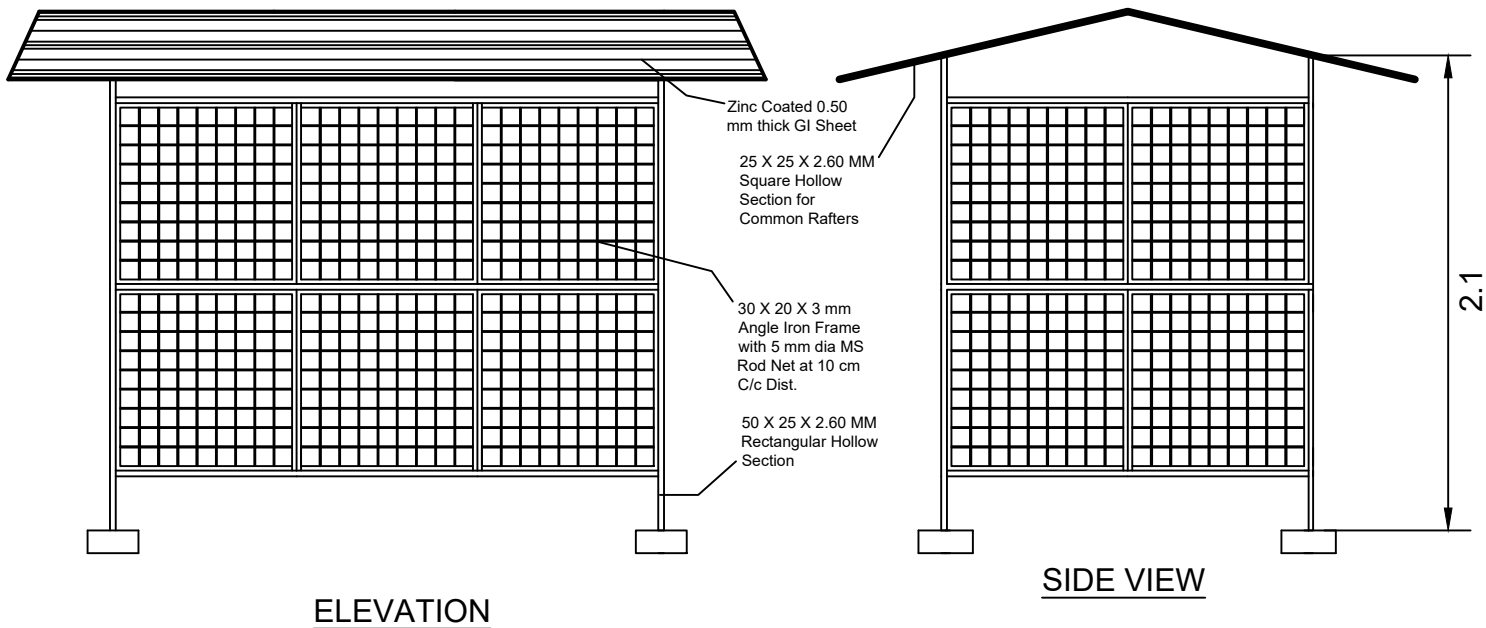 Zinc Coated 0.50
mm thick GI Sheet
25 X 25 X 2.60 MM
Square Hollow
Section for
Common Rafters
30 X 20 X 3 mm
Angle Iron Frame
with 5 mm dia MS
Rod Net at 10 cm
C/c Dist.
50 X 25 X 2.60 MM
Rectangular Hollow
Section
2.1
ELEVATION
SIDE VIEW